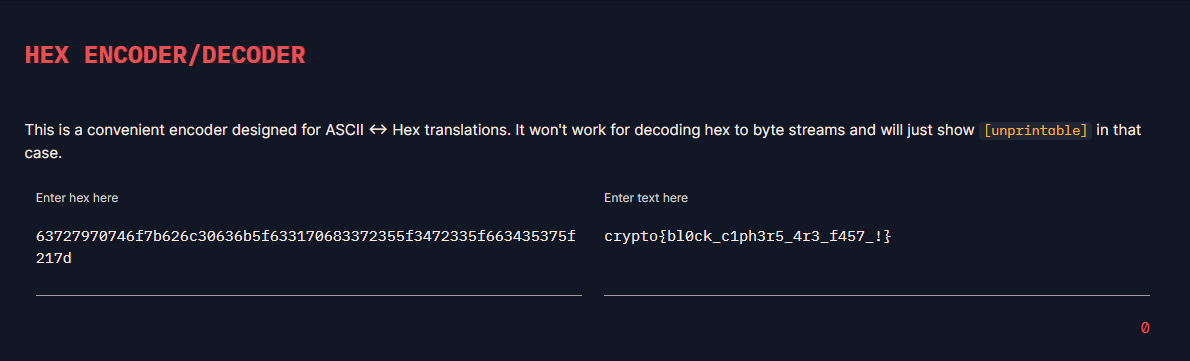 HEX ENCODER/DECODER
This is a convenient encoder designed for ASCII <-> Hex translations. It won't work for decoding hex to byte streams and will just show [unprintable] in that
case.
Enter hex here
Enter text here
63727970746f7b626c30636b5f633170683372355f3472335f663435375f
217d
crypto{bl0ck_c1ph3r5_4r3_f457_!}
0